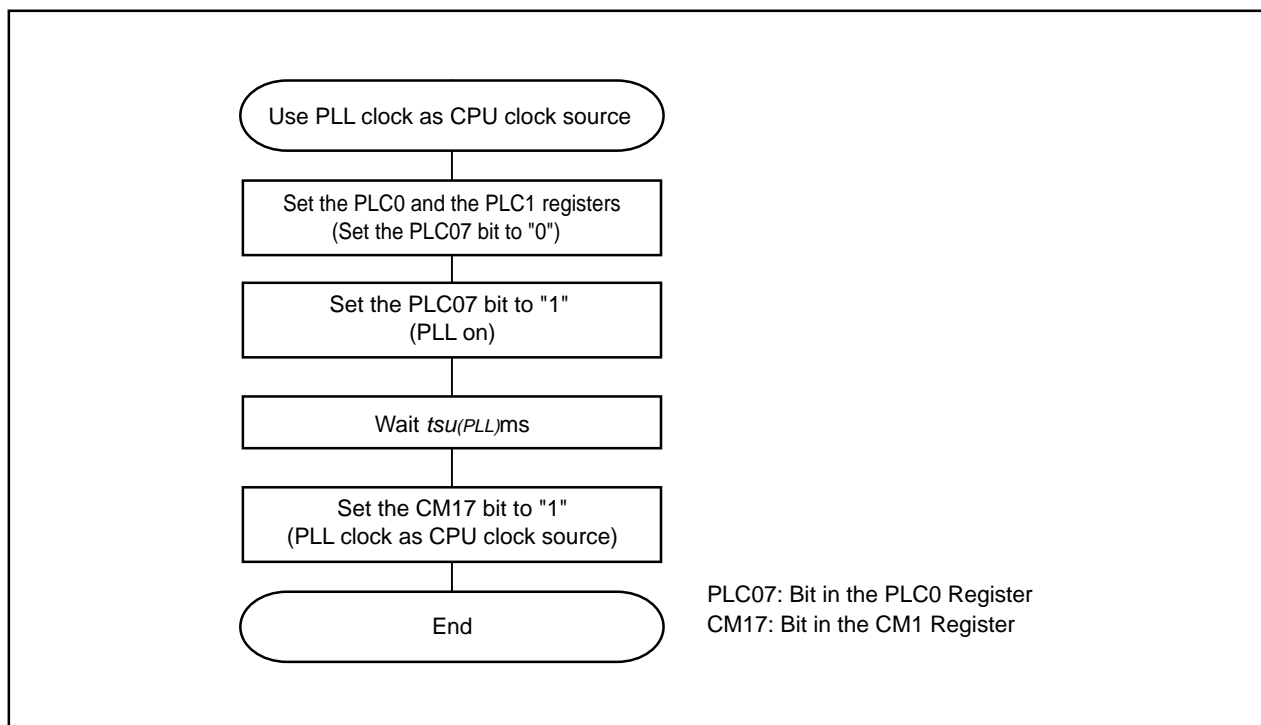 Use PLL clock as CPU clock source
Set the PLC0 and the PLC1 registers
(Set the PLC07 bit to "0")
Set the PLC07 bit to "1"
(PLL on)
Wait tsu(PLL)ms
Set the CM17 bit to "1"
(PLL clock as CPU clock source)
End
PLC07: Bit in the PLC0 Register
CM17: Bit in the CM1 Register